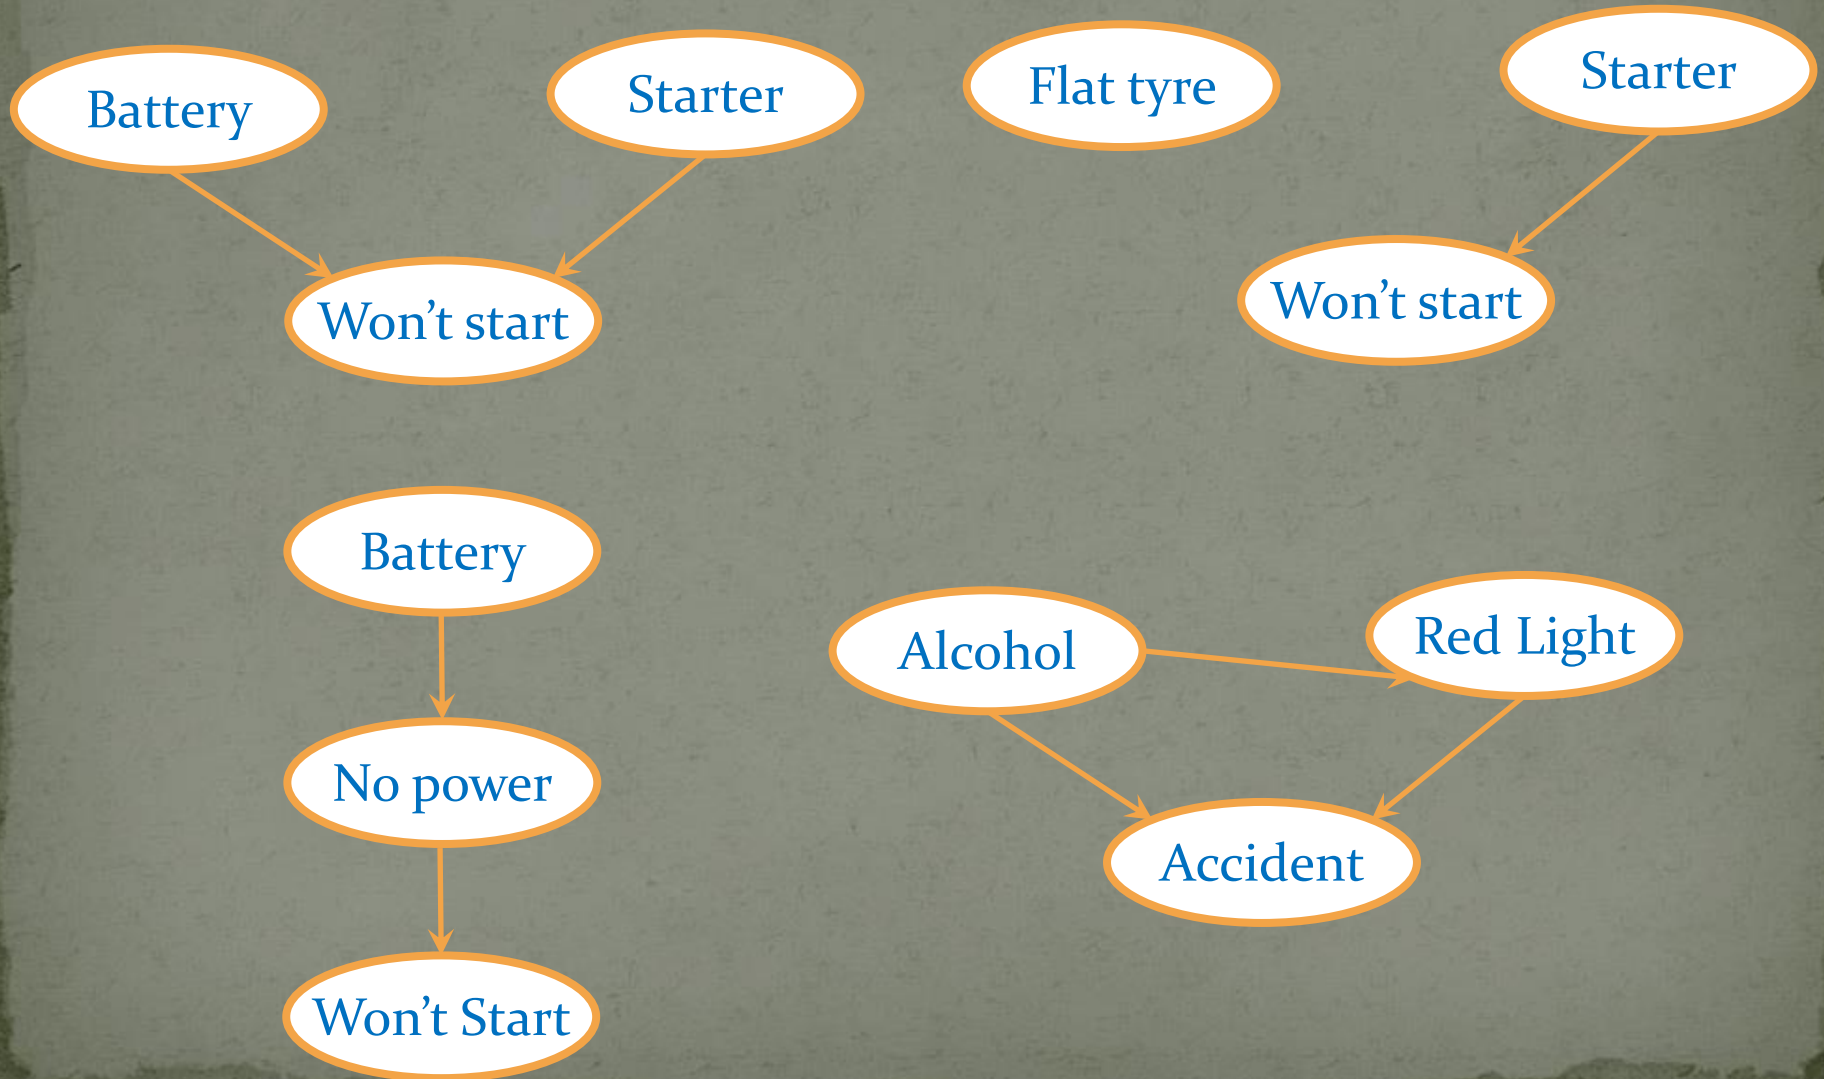 Battery
Starter
Won’t start
Flat tyre
Starter
Won’t start
Battery
No power
Won’t Start
Alcohol
Red Light
Accident